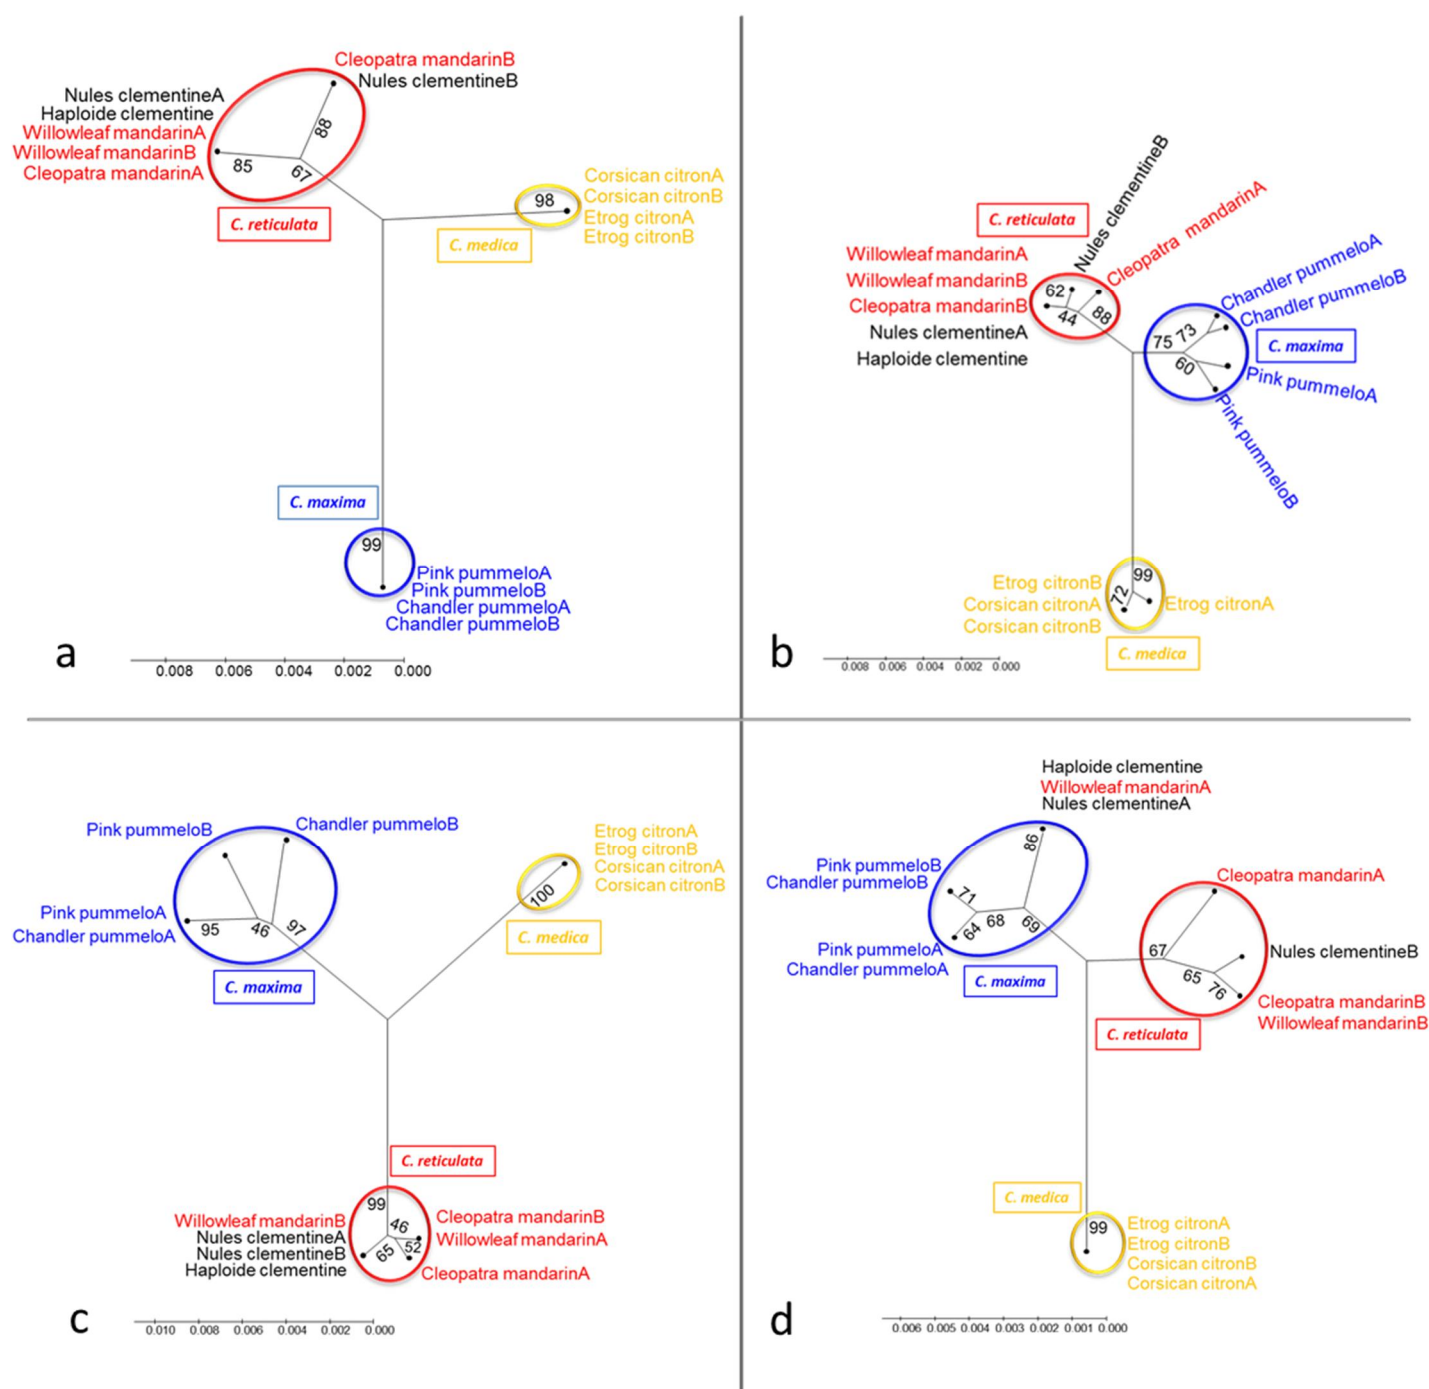 Cleopatra mandarinB
Nules clementineB
Nules clementineA
Haploide clementine
Willowleaf mandarinA
Willowleaf mandarinB
Cleopatra mandarinA
88
85
67
C. reticulata
98
Corsican citronA
Corsican citronB
Etrog citronA
Etrog citronB
C. medica
C. maxima
99
Pink pummeloA
Pink pummeloB
Chandler pummeloA
Chandler pummeloB
a
0.008 0.006 0.004 0.002 0.000
Nules clementineB
Cleopatra mandarinA
C. reticulata
Willowleaf mandarinA
Willowleaf mandarinB
Cleopatra mandarinB
Nules clementineA
Haploide clementine
62
44
88
Chandler pummeloA
Chandler pummeloB
75
73
60
C. maxima
Pink pummeloA
Pink pummeloB
Etrog citronB
Corsican citronA
Corsican citronB
99
72
Etrog citronA
C. medica
b
0.008 0.006 0.004 0.002 0.000
Pink pummeloB
Chandler pummeloB
Pink pummeloA
Chandler pummeloA
95
46
97
C. maxima
Etrog citronA
Etrog citronB
Corsican citronA
Corsican citronB
100
C. medica
C. reticulata
99
46
65
52
Willowleaf mandarinB
Nules clementineA
Nules clementineB
Haploide clementine
Cleopatra mandarinB
Willowleaf mandarinA
Cleopatra mandarinA
c
0.010 0.008 0.006 0.004 0.002 0.000
Haploide clementine
Willowleaf mandarinA
Nules clementineA
86
Pink pummeloB
Chandler pummeloB
71
64
68
69
Pink pummeloA
Chandler pummeloA
C. maxima
Cleopatra mandarinA
67
65
76
Nules clementineB
Cleopatra mandarinB
Willowleaf mandarinB
C. reticulata
C. medica
99
Etrog citronA
Etrog citronB
Corsican citronB
Corsican citronA
d
0.006 0.005 0.004 0.003 0.002 0.001 0.000